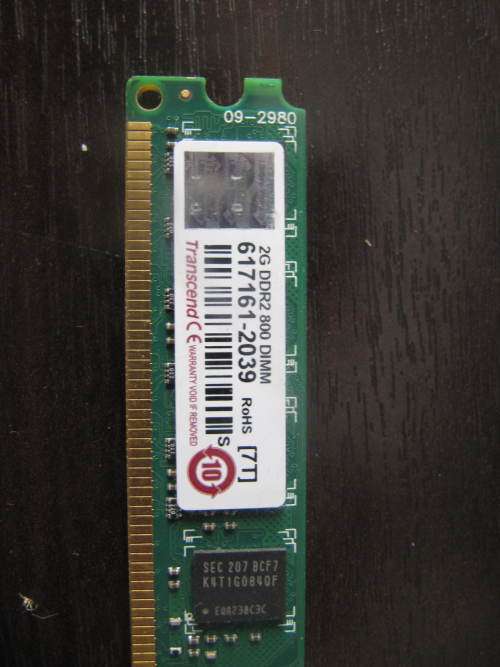 09-2980
2G DDR2 800 DIMM
617161-2039 RoHS [7T]
S
Transcend CE WARRANTY VOID IF REMOVED
10
SEC 207 BCF7
K4T1G084QF